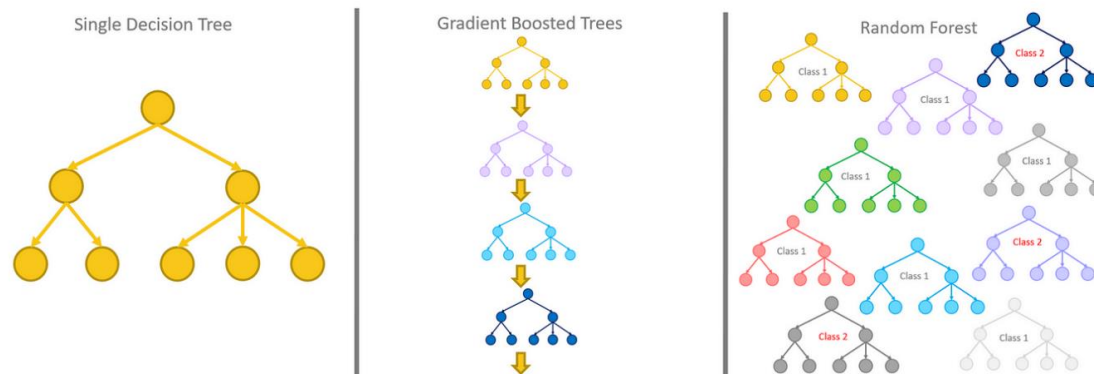 Single Decision Tree
Gradient Boosted Trees
Random Forest
Class 2
Class 1
Class 1
Class 1
Class 1
Class 2
Class 1
Class 1
Class 2
Class 1